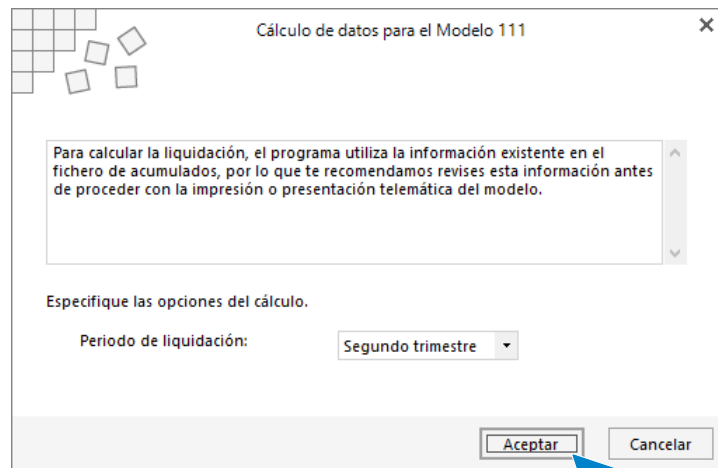 Cálculo de datos para el Modelo 111
Para calcular la liquidación, el programa utiliza la información existente en el
fichero de acumulados, por lo que te recomendamos revises esta información antes
de proceder con la impresión o presentación telemática del modelo.
Especifique las opciones del cálculo.
Periodo de liquidación: Segundo trimestre
Aceptar Cancelar